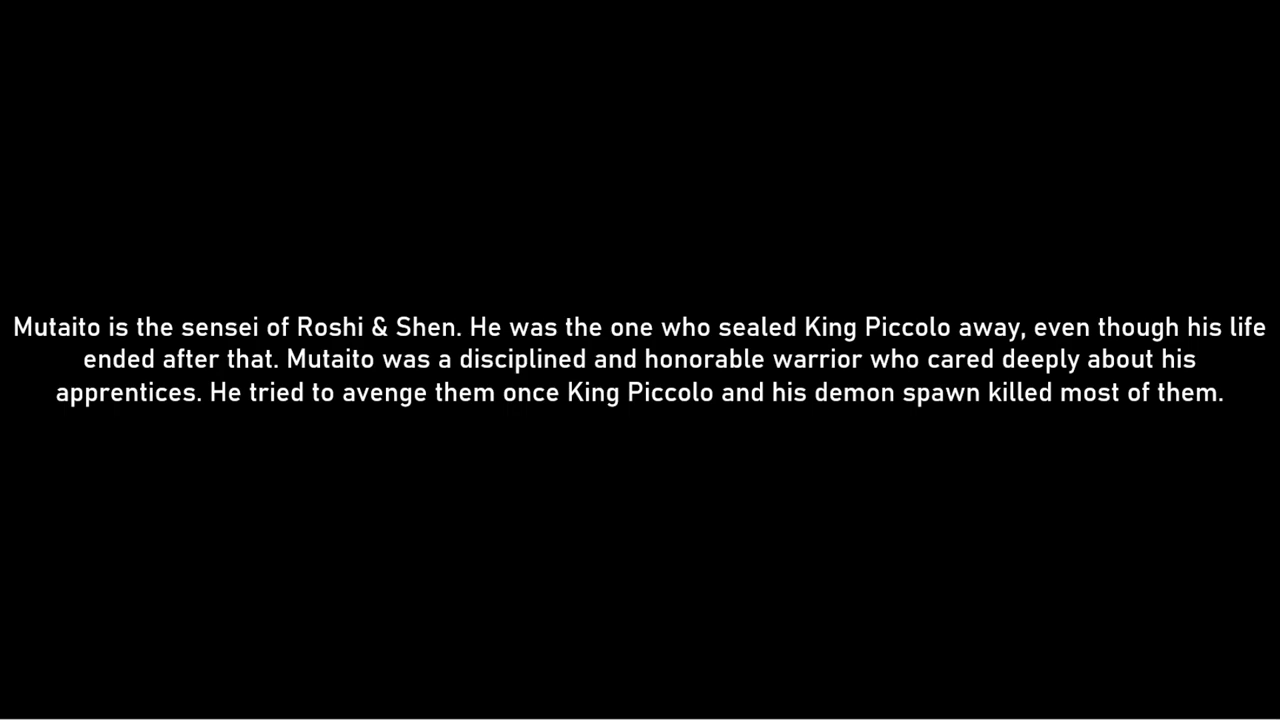 Mutaito is the sensei of Roshi & Shen. He was the one who sealed King Piccolo away, even though his life
ended after that. Mutaito was a disciplined and honorable warrior who cared deeply about his
apprentices. He tried to avenge them once King Piccolo and his demon spawn killed most of them.